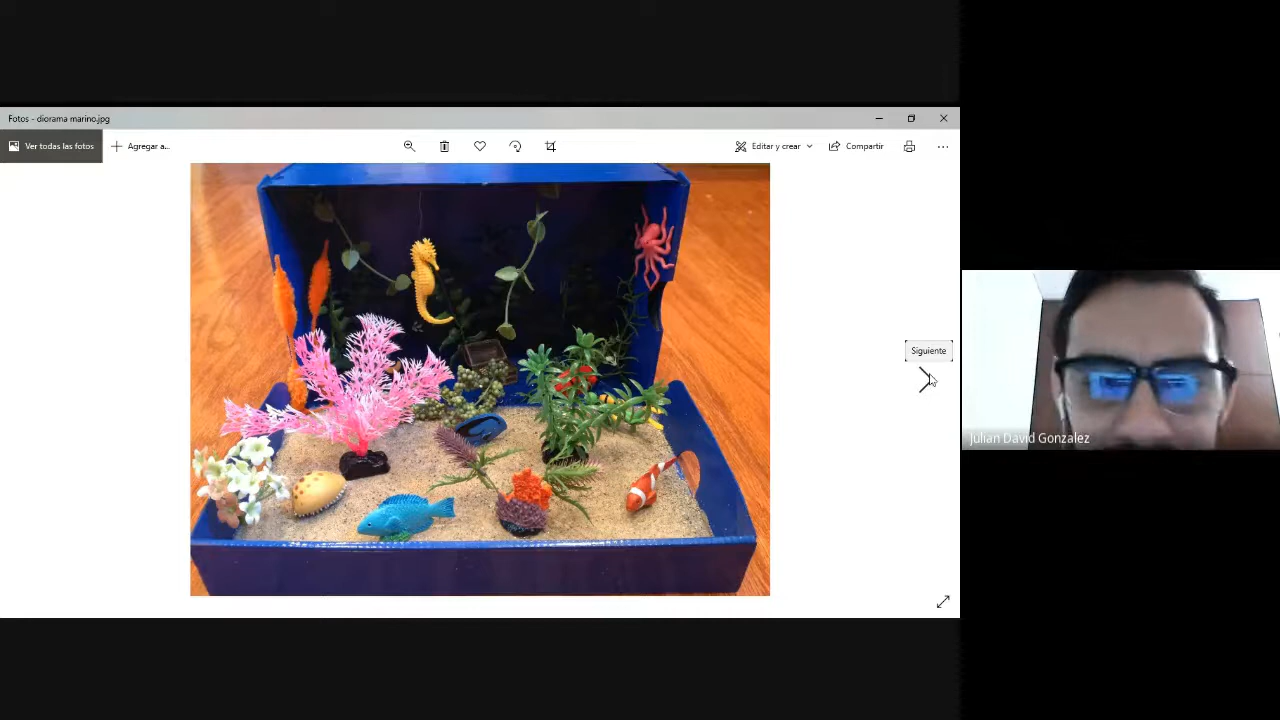 Fotos - diorama marino.jpg
Ver todas las fotos
Agregar a...
Editar y crear
Compartir
Siguiente
Julian David Gonzalez